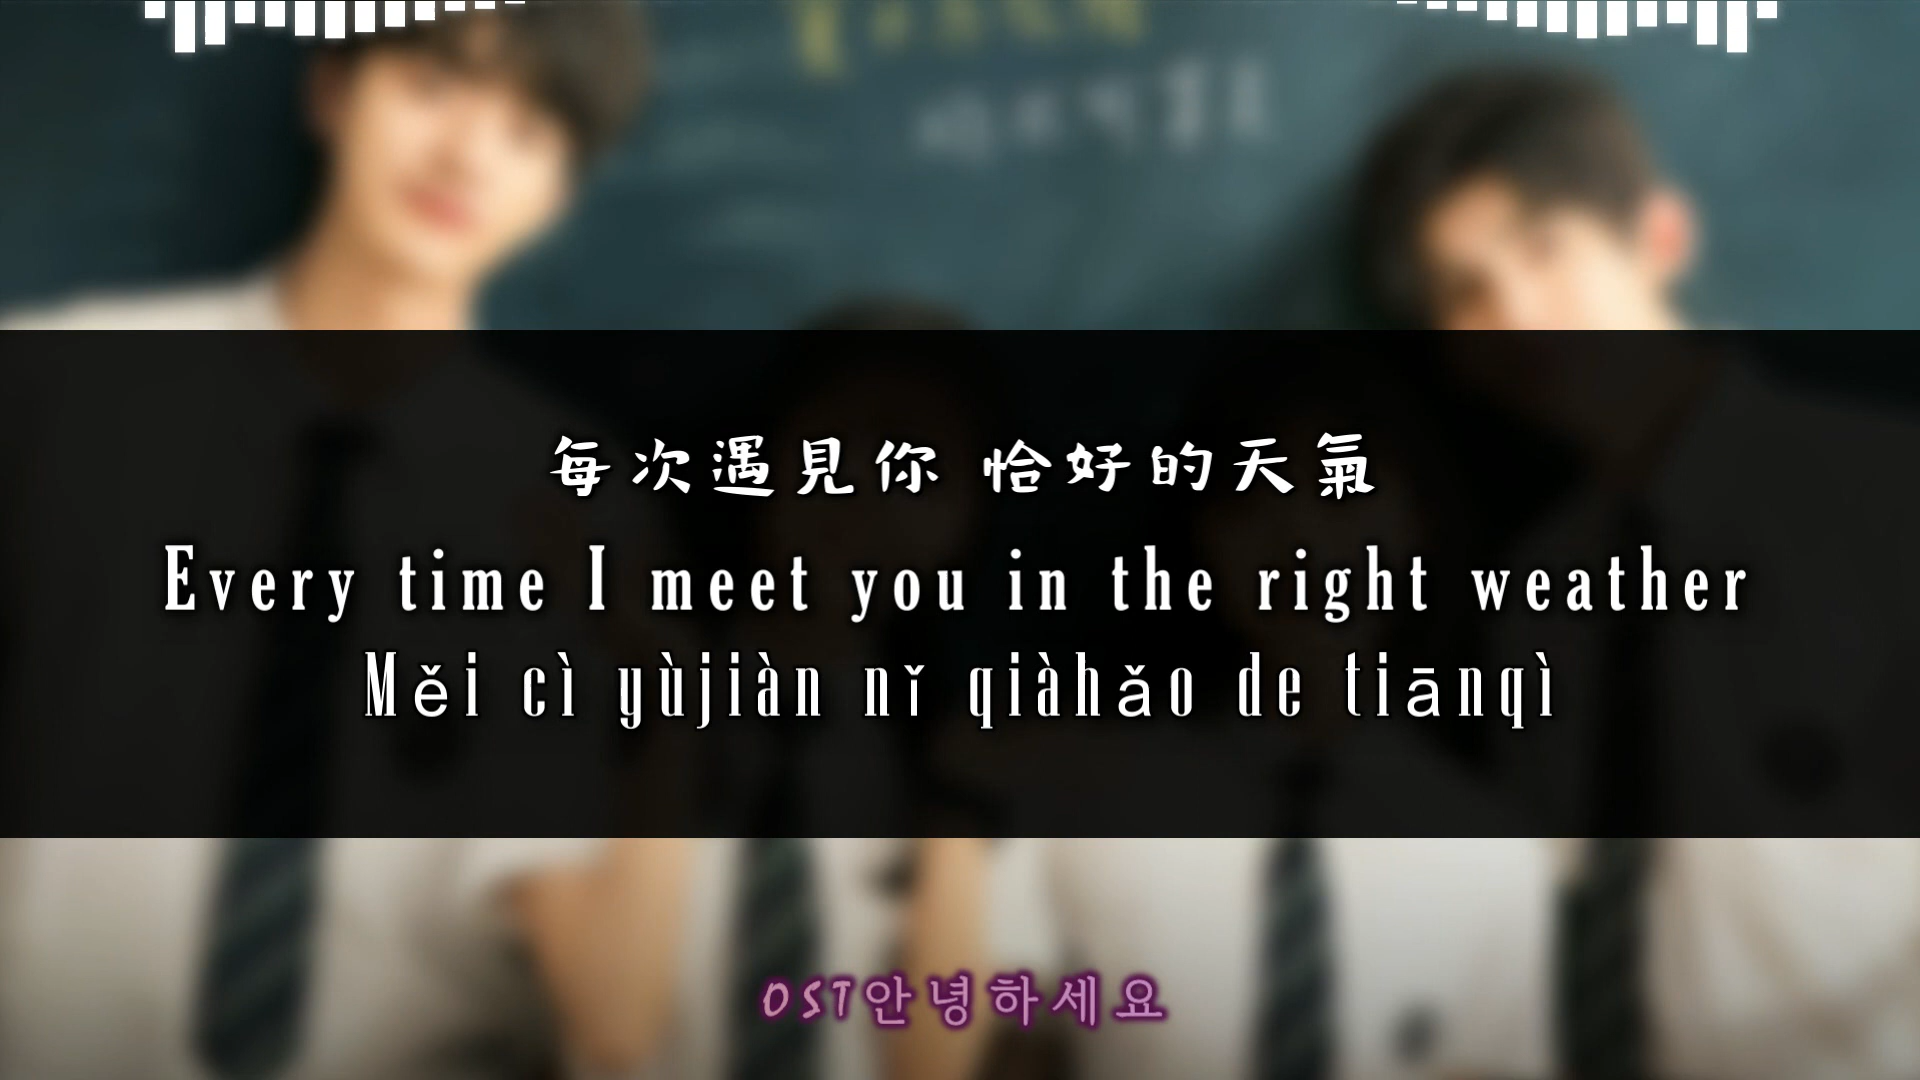 每次遇見你 恰好的天氣
Every time I meet you in the right weather
Měi cì yùjiàn nǐ qiàhǎo de tiānqì
OST안녕하세요